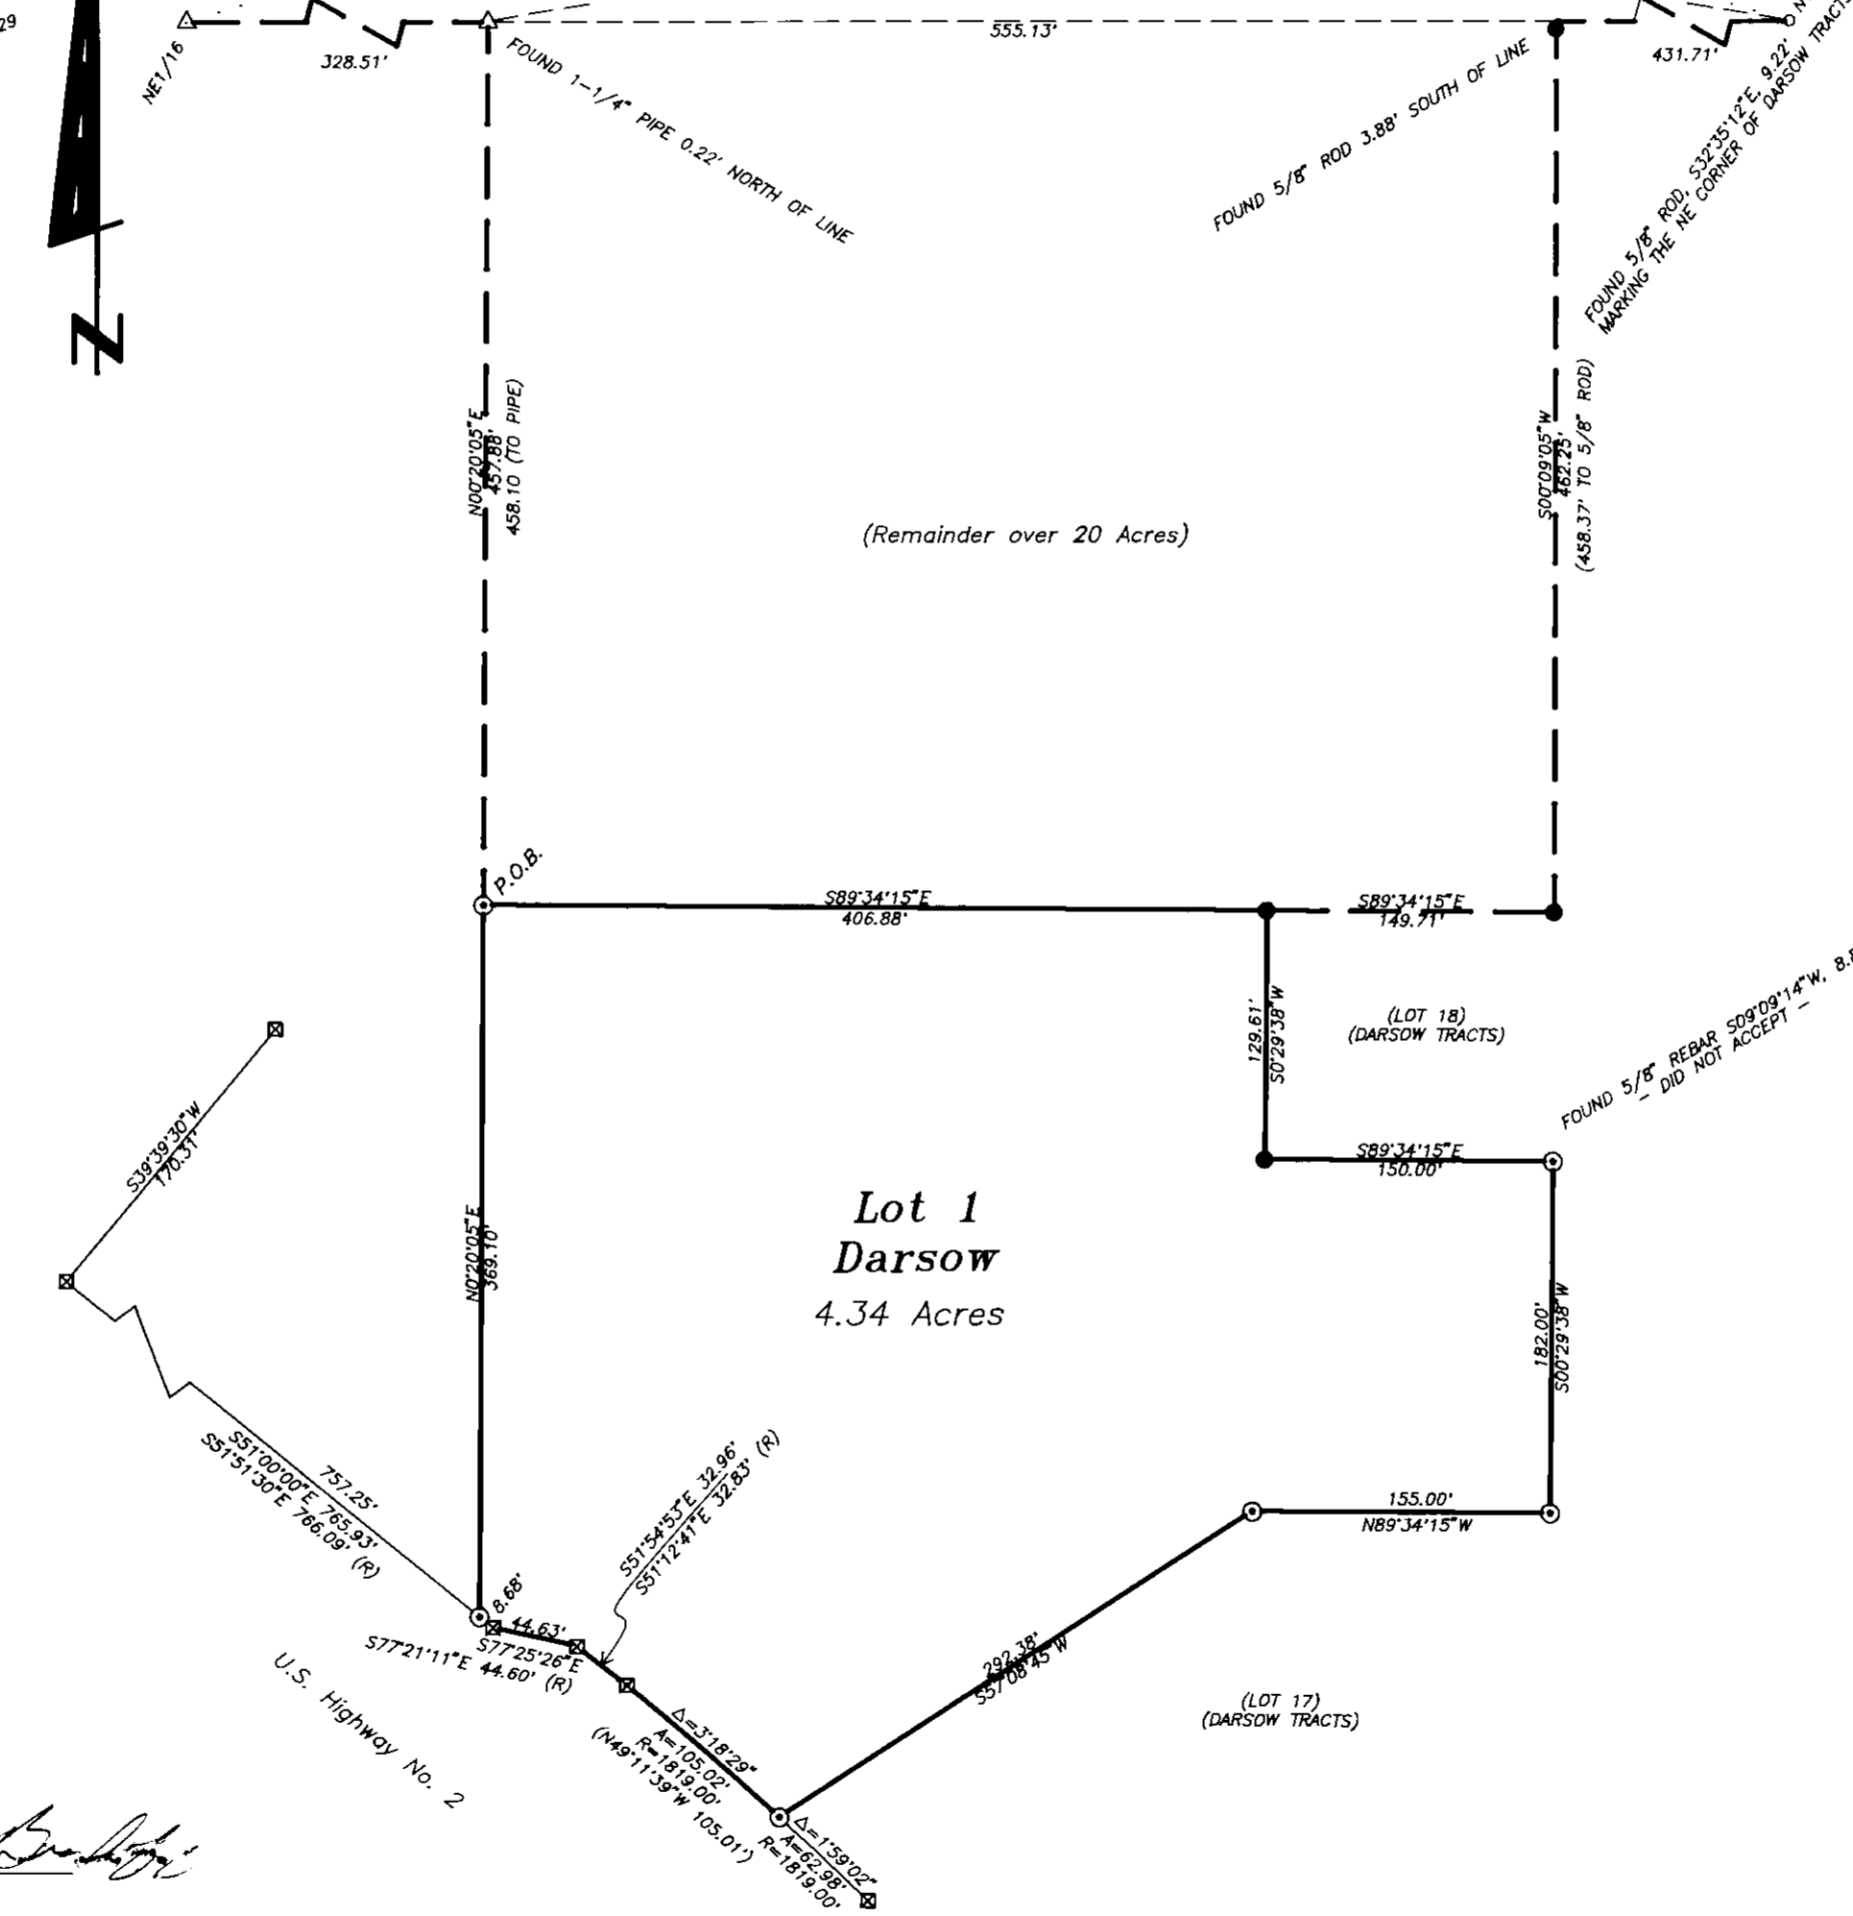 29
NE1/16
328.51'
555.13'
431.71'
FOUND 1-1/4" PIPE 0.22' NORTH OF LINE
FOUND 5/8" ROD 3.88' SOUTH OF LINE
FOUND 5/8" ROD, S32°35'12"E, 9.22'
MARKING THE NE CORNER OF DARSOW TRACTS
N
N00°20'05"E
457.88'
458.10 (TO PIPE)
S00°09'05"W
462.25'
(458.37' TO 5/8" ROD)
(Remainder over 20 Acres)
P.O.B.
S89°34'15"E
406.88'
S89°34'15"E
149.71'
129.61'
S0°29'38"W
(LOT 18)
(DARSOW TRACTS)
FOUND 5/8" REBAR S09°09'14"W,
- DID NOT ACCEPT -
S89°34'15"E
150.00'
S39°39'30"W
170.31'
N0°20'05"E
369.10'
Lot 1
Darsow
4.34 Acres
182.00'
S00°29'38"W
757.25'
S51°00'00"E 765.93'
S51°51'30"E 766.09' (R)
S51°54'53"E 32.96'
S51°12'41"E 32.83' (R)
155.00'
N89°34'15"W
8.68'
44.63'
S77°25'26"E
S77°21'11"E 44.60' (R)
292.38'
S57°08'45"W
U.S. Highway No. 2
Δ=3°18'29"
A=105.02'
R=1819.00'
(N49°11'39"W 105.01')
(LOT 17)
(DARSOW TRACTS)
Δ=1°59'02"
A=62.98'
R=1819.00'